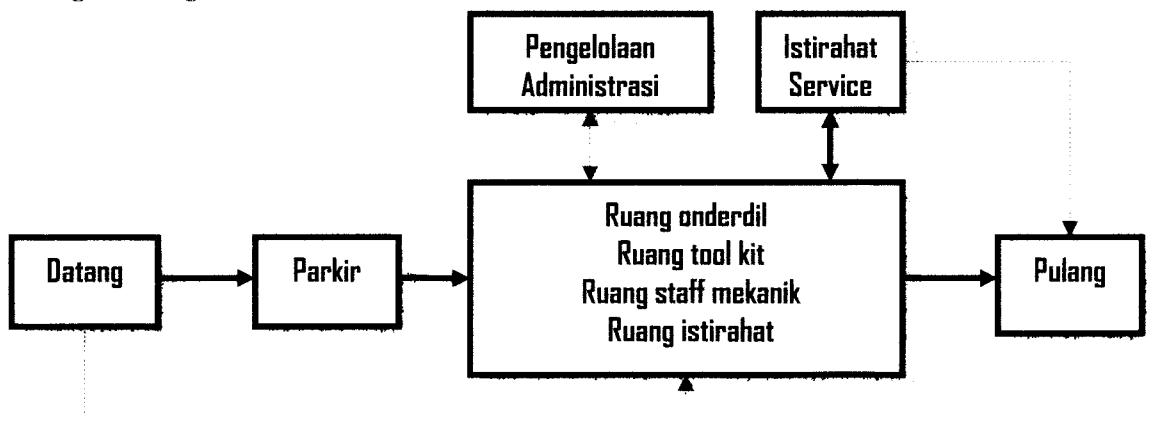 Pengelolaan
Administrasi
Istirahat
Service
Datang
Parkir
Ruang onderdil
Ruang tool kit
Ruang staff mekanik
Ruang istirahat
Pulang